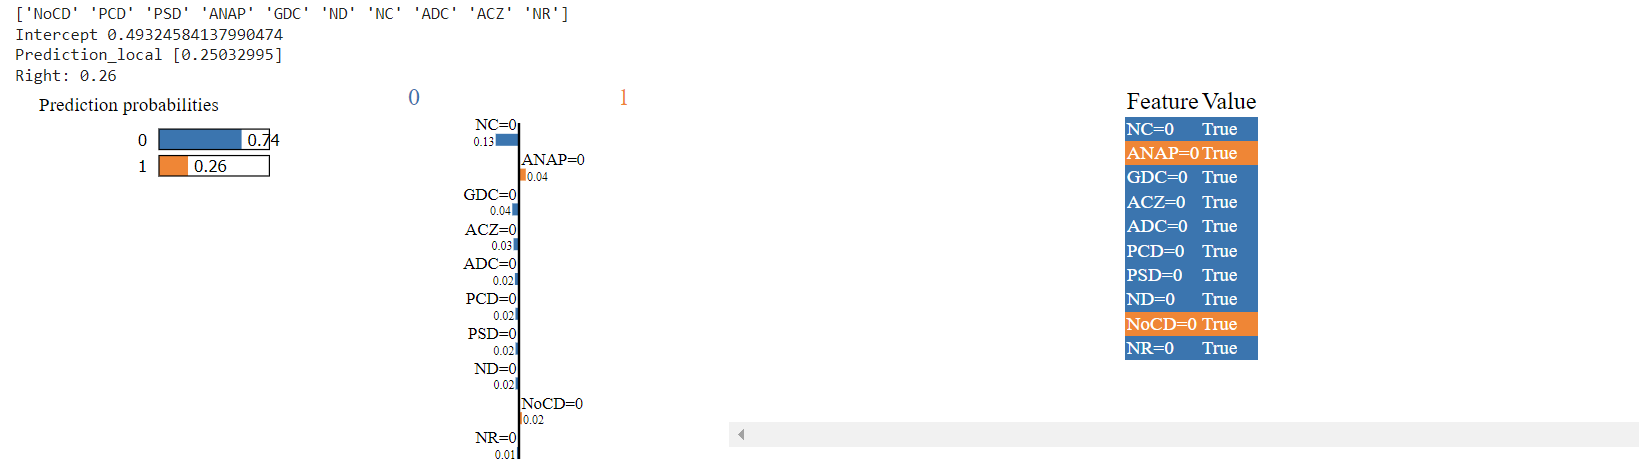 ['NoCD' 'PCD' 'PSD' 'ANAP' 'GDC' 'ND' 'NC' 'ADC' 'ACZ' 'NR']
Intercept 0.49324584137990474
Prediction_local [0.25032995]
Right: 0.26
Prediction probabilities
0 0.74
1 0.26
0 1
NC=0
0.13
ANAP=0
0.04
GDC=0
0.04
ACZ=0
0.03
ADC=0
0.02
PCD=0
0.02
PSD=0
0.02
ND=0
0.02
NoCD=0
0.02
NR=0
0.01
Feature Value
NC=0 True
ANAP=0 True
GDC=0 True
ACZ=0 True
ADC=0 True
PCD=0 True
PSD=0 True
ND=0 True
NoCD=0 True
NR=0 True